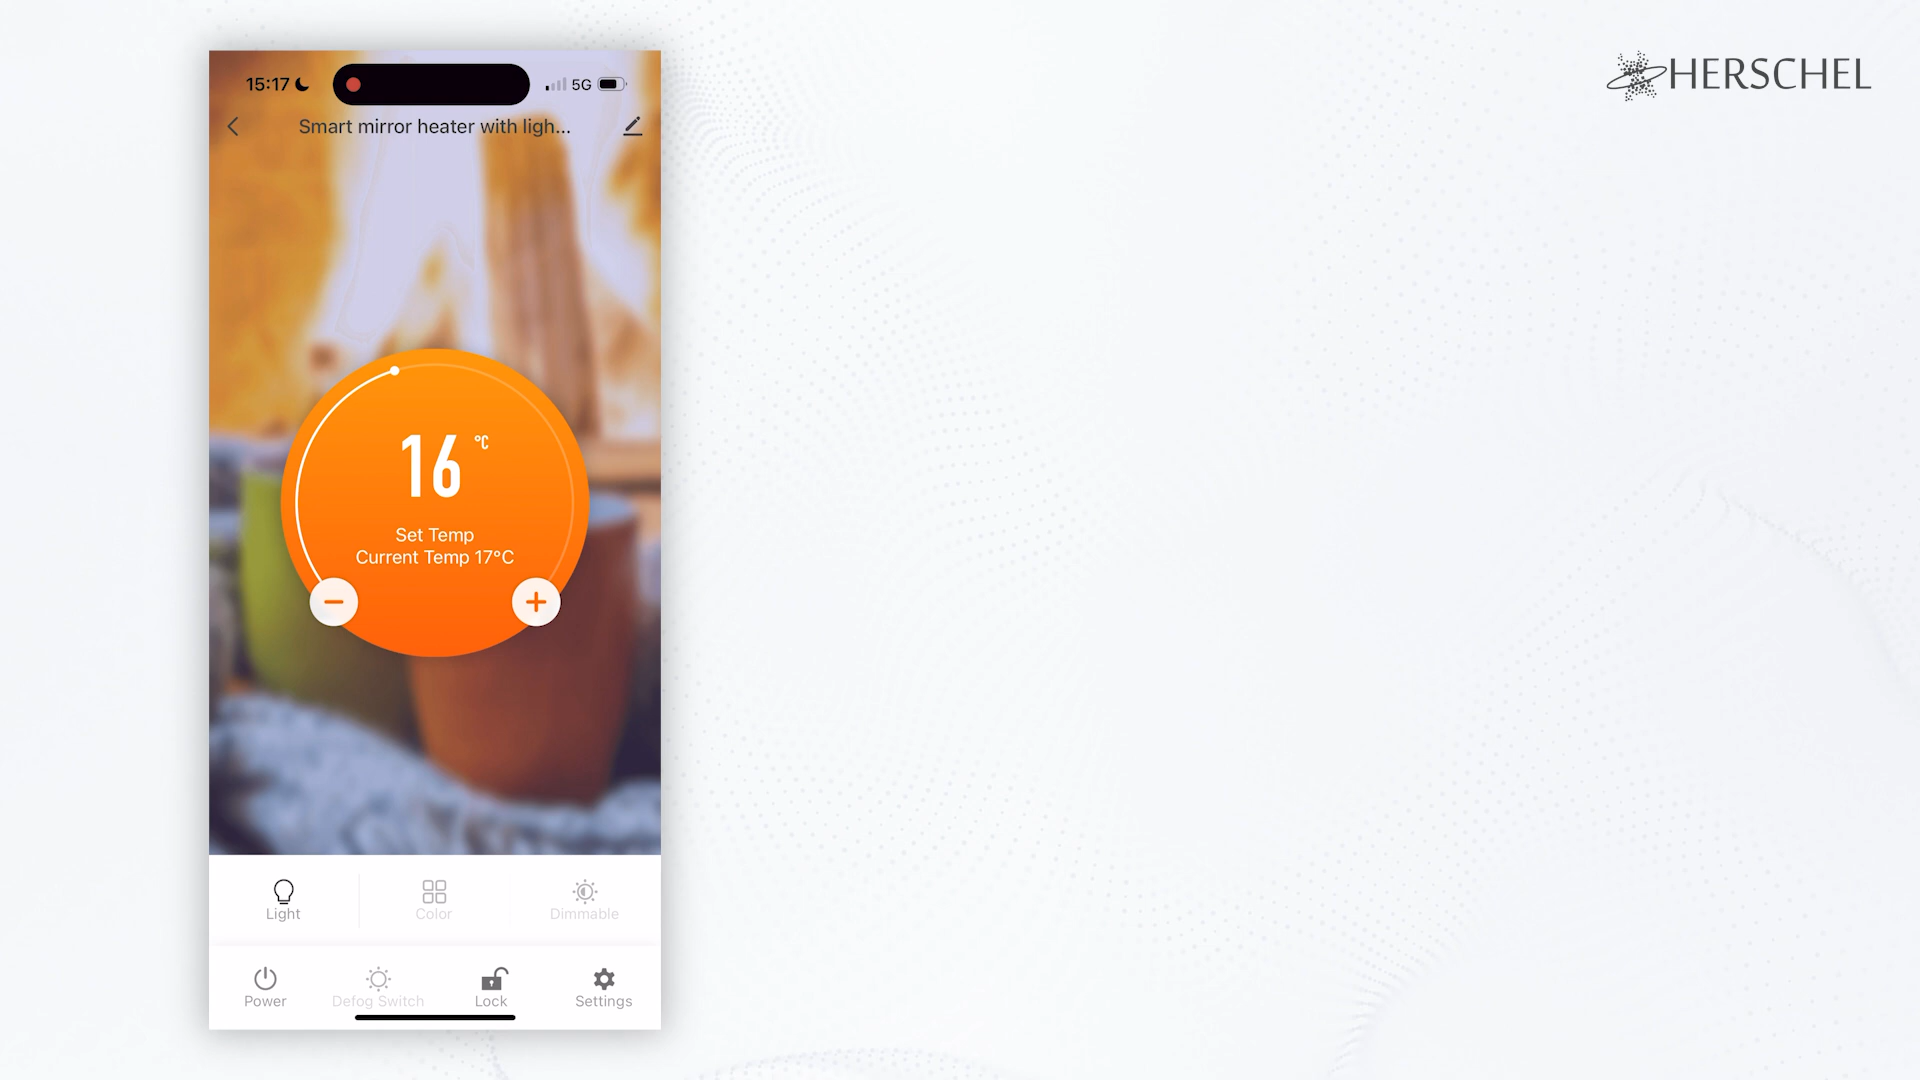 HERSCHEL
15:17
5G
Smart mirror heater with ligh...
16 °C
Set Temp
Current Temp 17°C
Light
Color
Dimmable
Power
Defog Switch
Lock
Settings